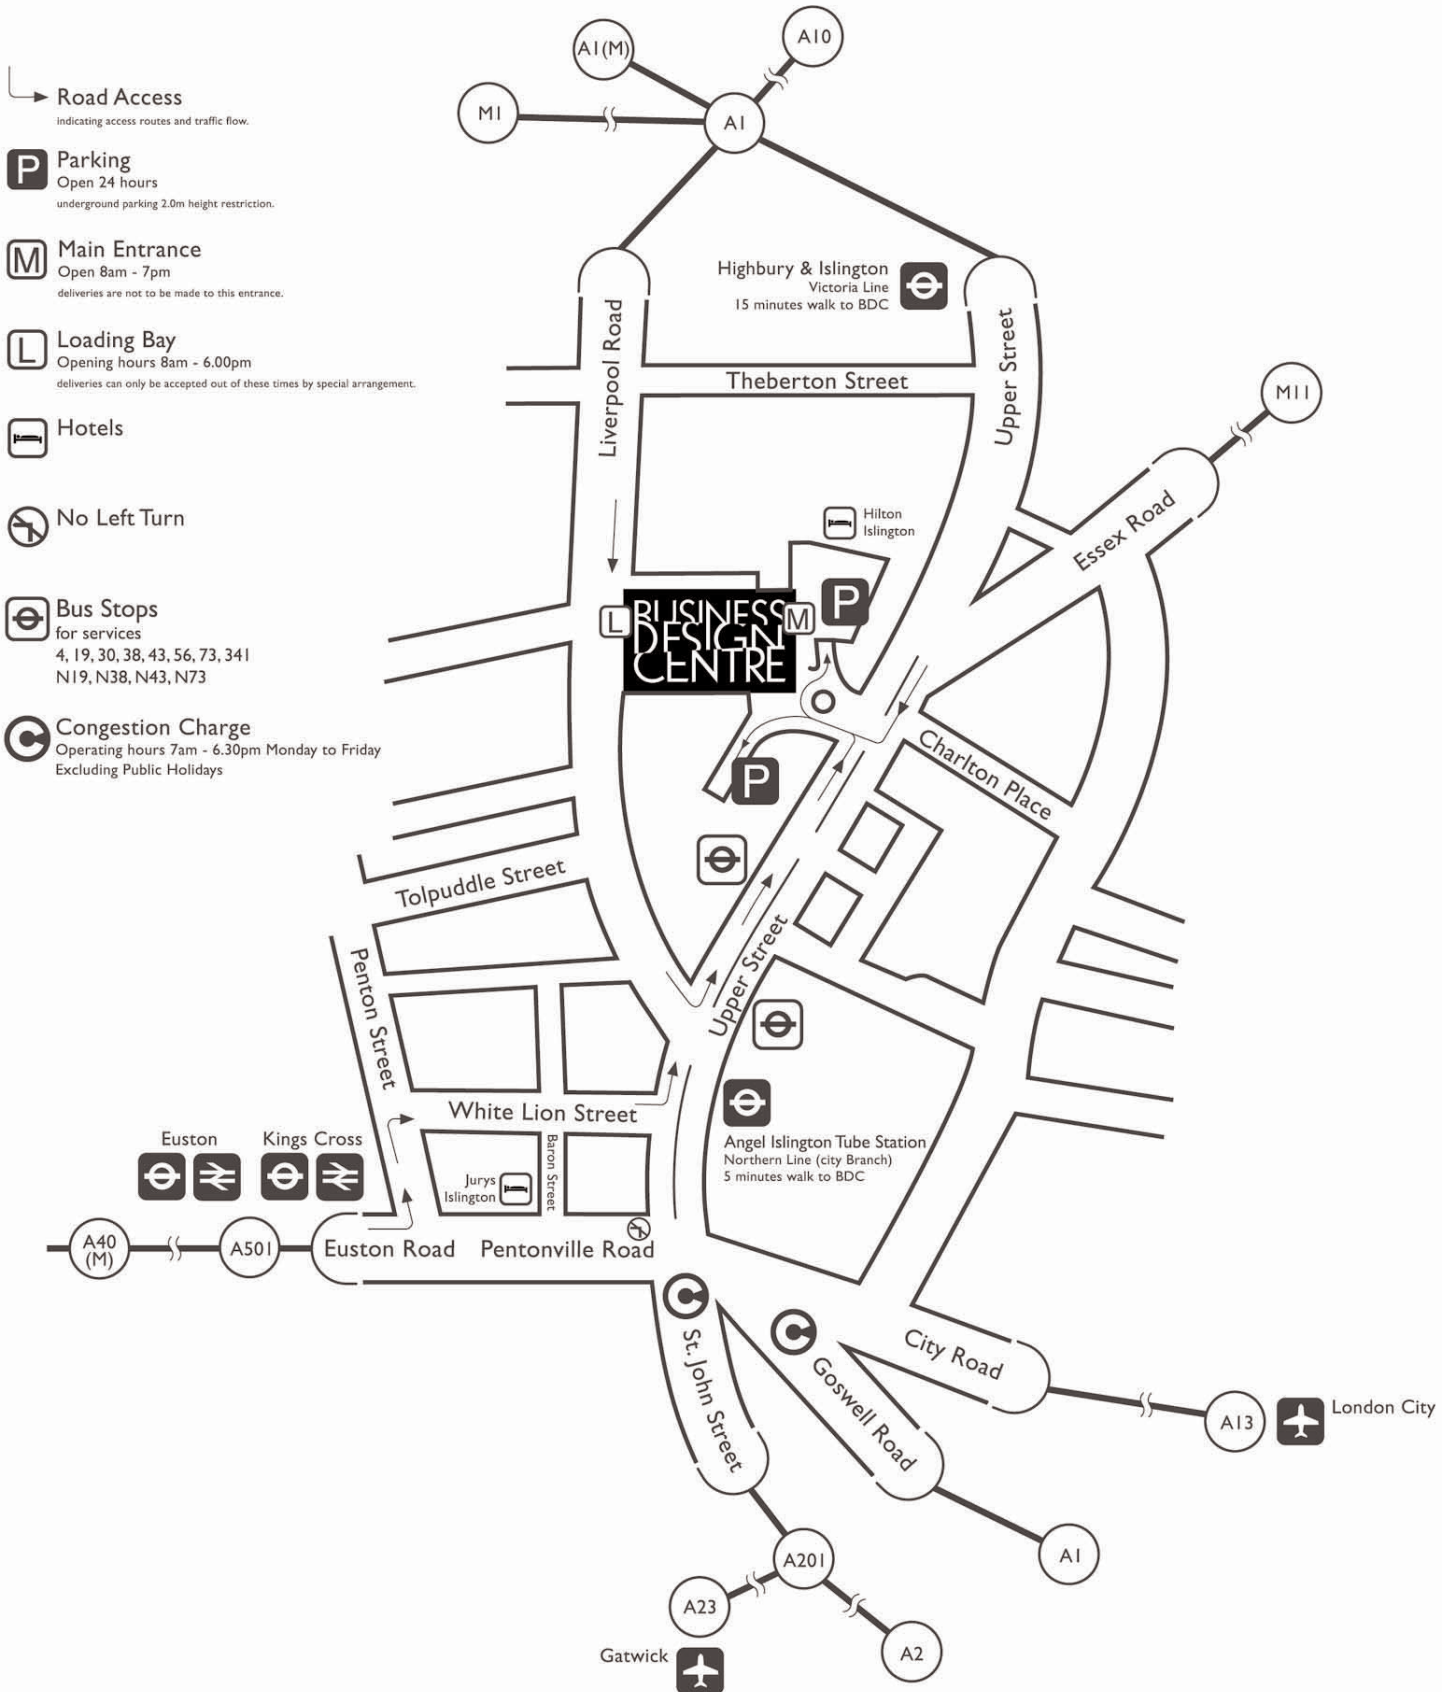 Road Access
indicating access routes and traffic flow.
P
Parking
Open 24 hours
underground parking 2.0m height restriction.
M
Main Entrance
Open 8am - 7pm
deliveries are not to be made to this entrance.
L
Loading Bay
Opening hours 8am - 6.00pm
deliveries can only be accepted out of these times by special arrangement.
Hotels
No Left Turn
Bus Stops
for services
4, 19, 30, 38, 43, 56, 73, 341
N19, N38, N43, N73
C
Congestion Charge
Operating hours 7am - 6.30pm Monday to Friday
Excluding Public Holidays
A1(M)
A10
M1
A1
Highbury & Islington
Victoria Line
15 minutes walk to BDC
Liverpool Road
Upper Street
Theberton Street
M11
Essex Road
Hilton
Islington
P
L
BUSINESS
DESIGN
CENTRE
M
Charlton Place
P
Tolpuddle Street
Upper Street
Penton Street
White Lion Street
Baron Street
Angel Islington Tube Station
Northern Line (city Branch)
5 minutes walk to BDC
Euston
Kings Cross
Jurys
Islington
A40
(M)
A501
Euston Road
Pentonville Road
C
C
St. John Street
Goswell Road
City Road
A13
London City
A1
A201
A23
A2
Gatwick